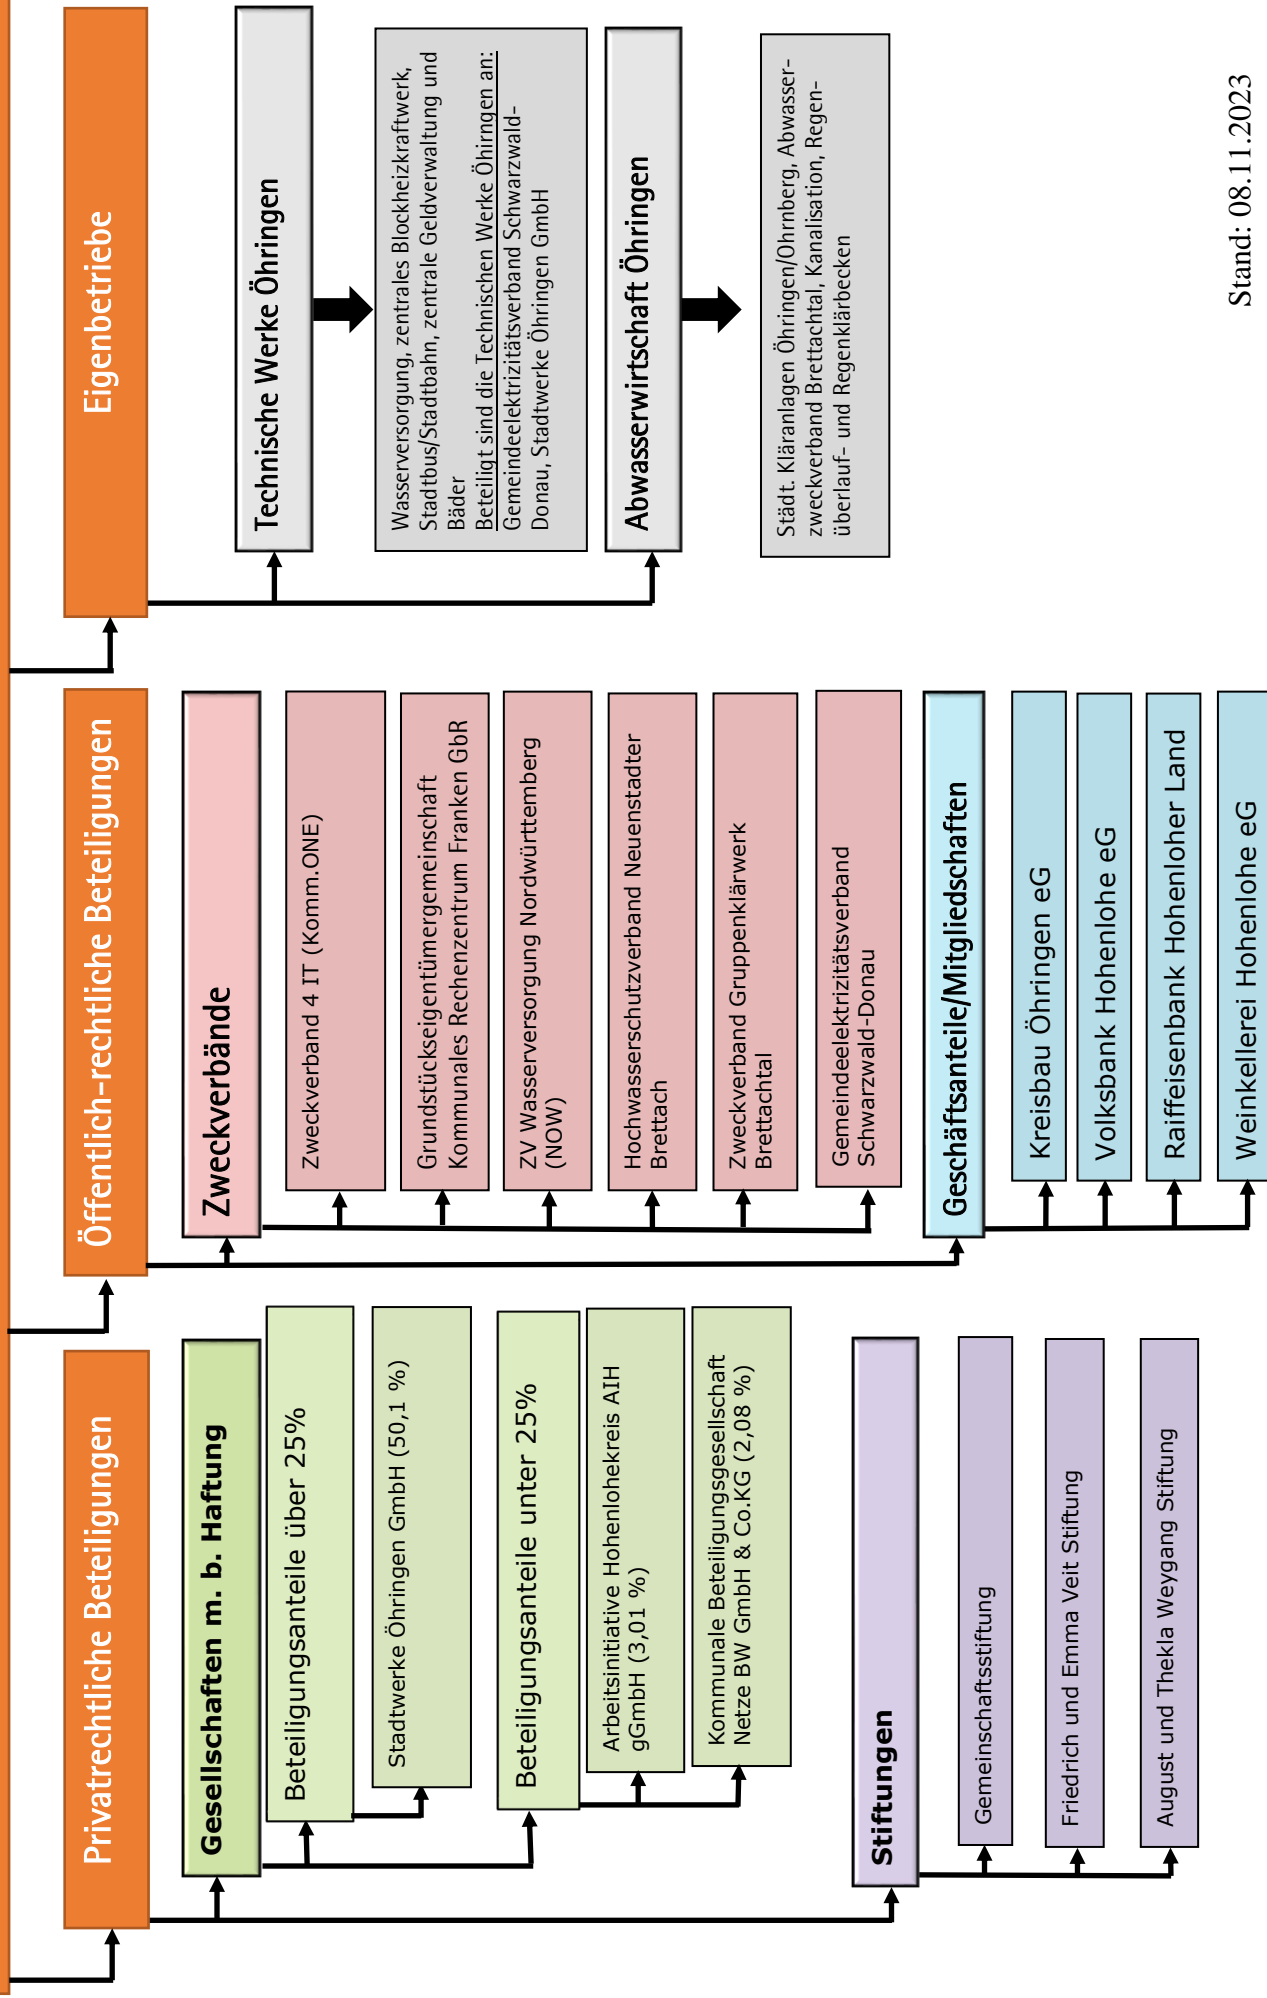 Privatrechtliche Beteiligungen
Gesellschaften m. b. Haftung
Beteiligungsanteile über 25%
Stadtwerke Öhringen GmbH (50,1 %)
Beteiligungsanteile unter 25%
Arbeitsinitiative Hohenlohekreis AIH
gGmbH (3,01 %)
Kommunale Beteiligungsgesellschaft
Netze BW GmbH & Co.KG (2,08 %)
Stiftungen
Gemeinschaftsstiftung
Friedrich und Emma Veit Stiftung
August und Thekla Weygang Stiftung
Öffentlich-rechtliche Beteiligungen
Zweckverbände
Zweckverband 4 IT (Komm.ONE)
Grundstückseigentümergemeinschaft
Kommunales Rechenzentrum Franken GbR
ZV Wasserversorgung Nordwürttemberg
(NOW)
Hochwasserschutzverband Neuenstadter
Brettach
Zweckverband Gruppenklärwerk
Brettachtal
Gemeindeelektrizitätsverband
Schwarzwald-Donau
Geschäftsanteile/Mitgliedschaften
Kreisbau Öhringen eG
Volksbank Hohenlohe eG
Raiffeisenbank Hohenloher Land
Weinkellerei Hohenlohe eG
Eigenbetriebe
Technische Werke Öhringen
Wasserversorgung, zentrales Blockheizkraftwerk,
Stadtbus/Stadtbahn, zentrale Geldverwaltung und
Bäder
Beteiligt sind die Technischen Werke Öhirngen an:
Gemeindeelektrizitätsverband Schwarzwald-
Donau, Stadtwerke Öhringen GmbH
Abwasserwirtschaft Öhringen
Städt. Kläranlagen Öhringen/Ohrnberg, Abwasser-
zweckverband Brettachtal, Kanalisation, Regen-
überlauf- und Regenklärbecken
Stand: 08.11.2023